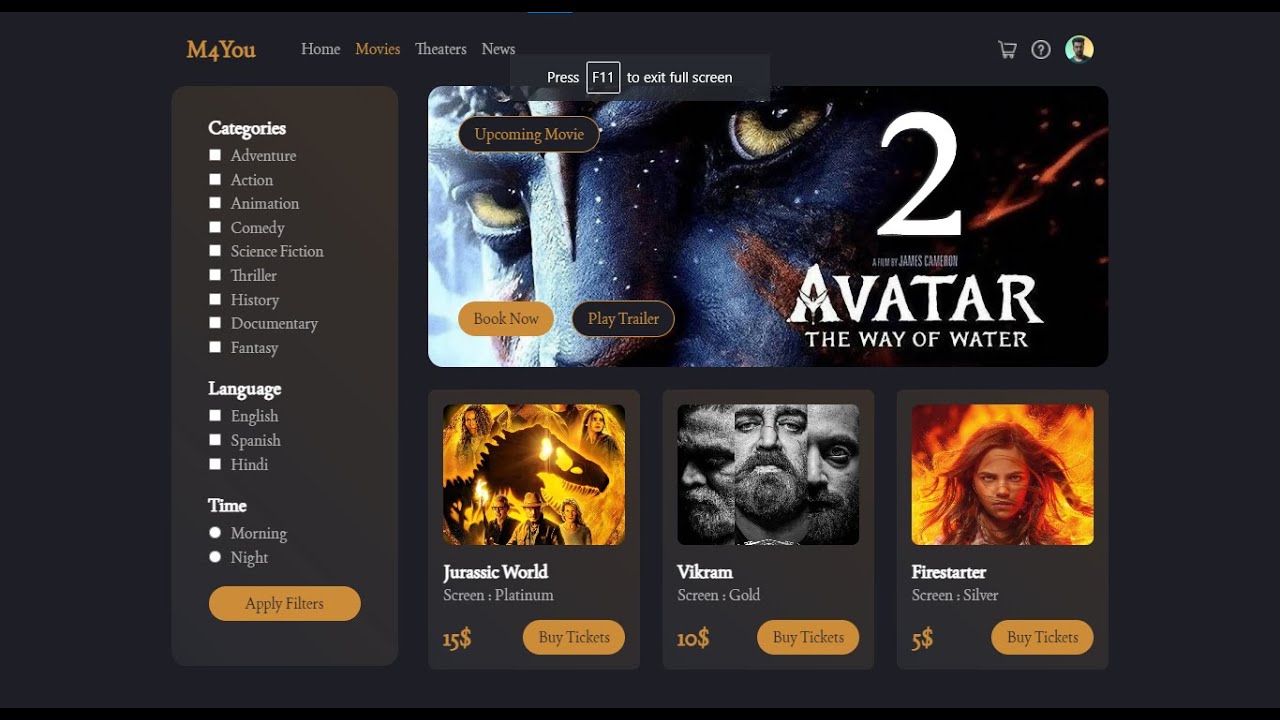 M4You
Home Movies Theaters News
Press F11 to exit full screen
Categories
Adventure
Action
Animation
Comedy
Science Fiction
Thriller
History
Documentary
Fantasy
Language
English
Spanish
Hindi
Time
Morning
Night
Apply Filters
Upcoming Movie
2
A FILM BY JAMES CAMERON
AVATAR
THE WAY OF WATER
Book Now Play Trailer
Jurassic World
Screen : Platinum
15$ Buy Tickets
Vikram
Screen : Gold
10$ Buy Tickets
Firestarter
Screen : Silver
5$ Buy Tickets